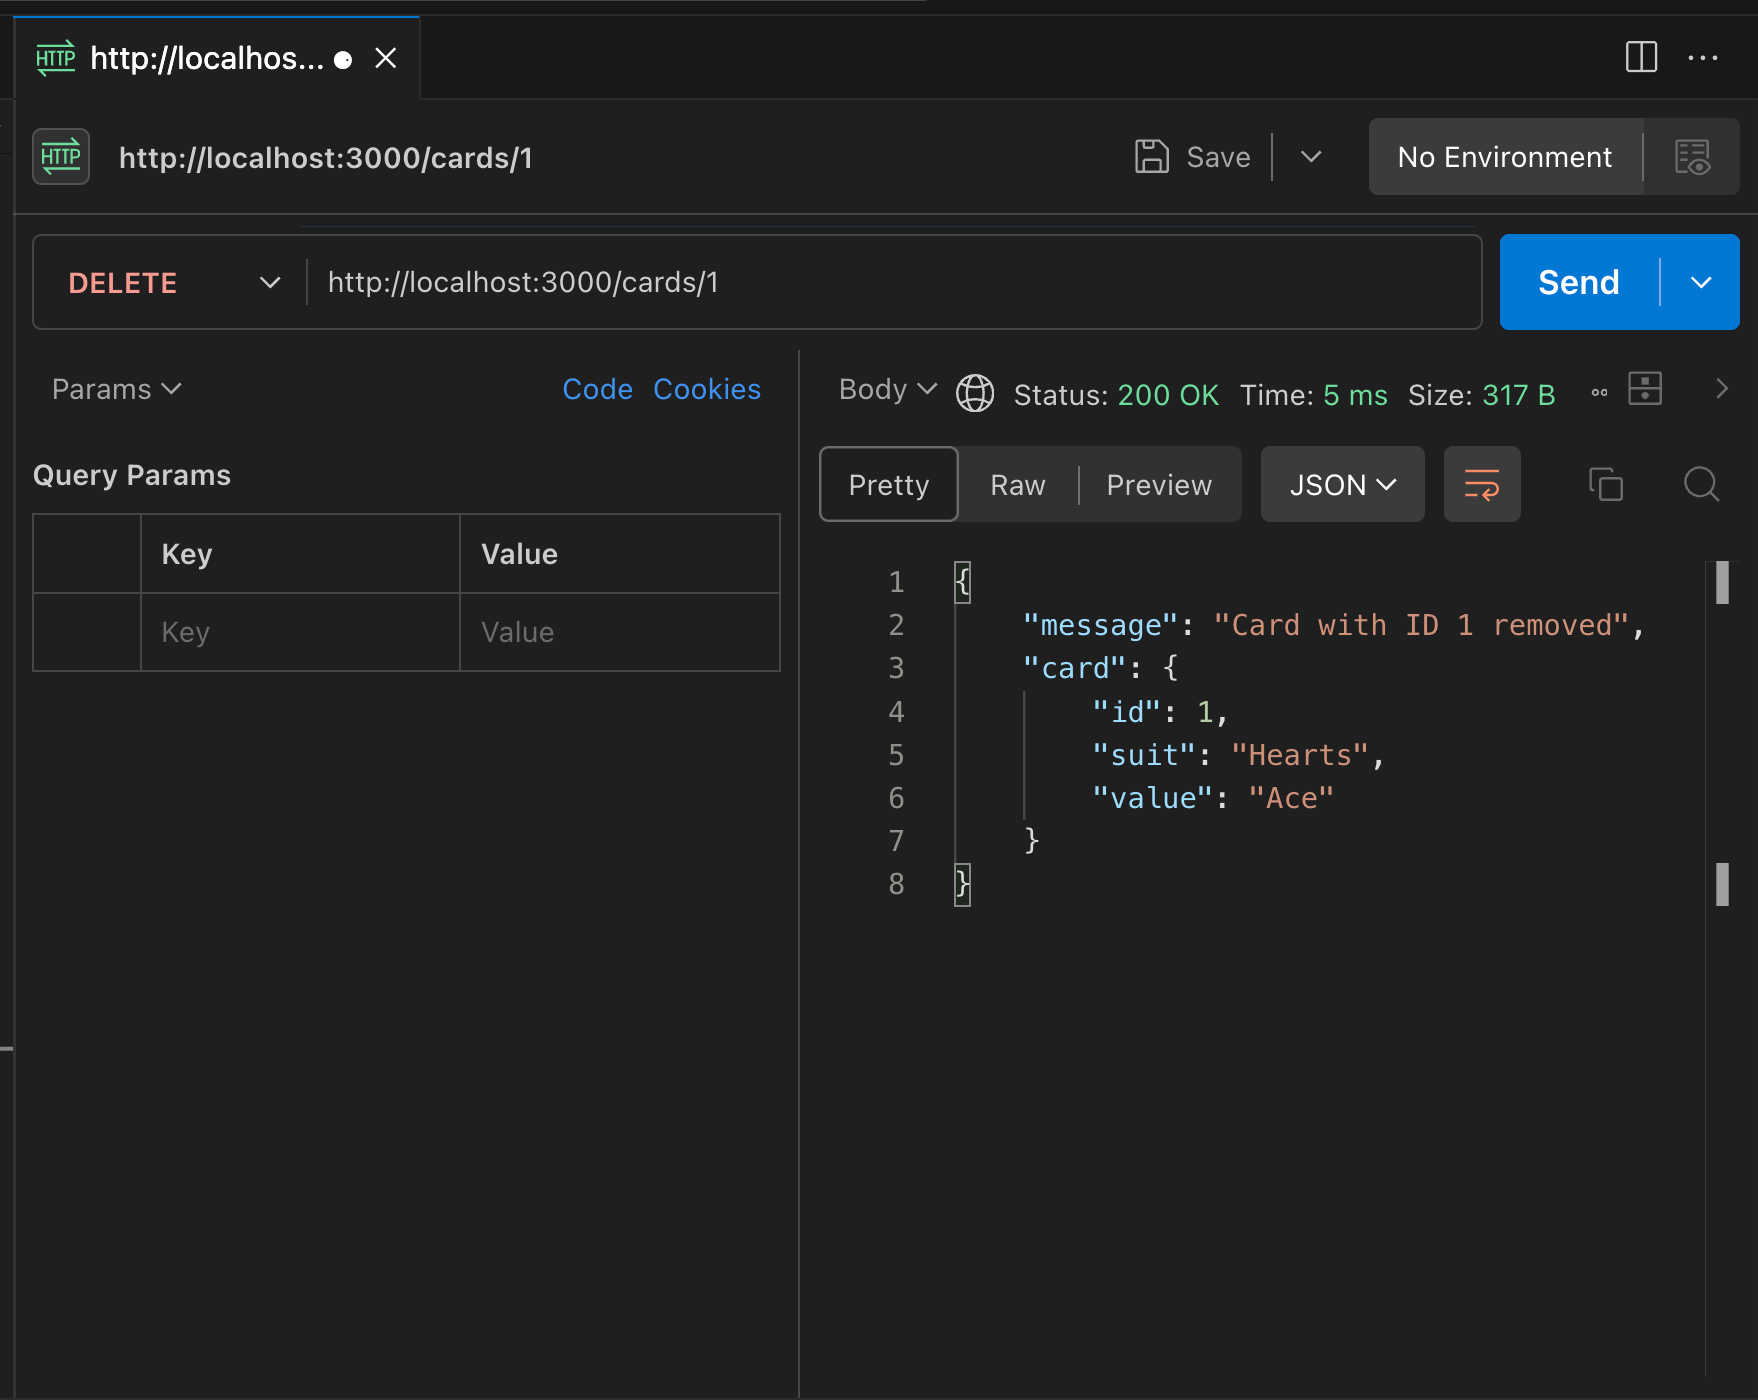 HTTP http://localhos...
HTTP http://localhost:3000/cards/1 Save No Environment
DELETE http://localhost:3000/cards/1 Send
Params Code Cookies
Query Params
Key Value
Key Value
Body Status: 200 OK Time: 5 ms Size: 317 B
Pretty Raw Preview JSON
1 {
2 "message": "Card with ID 1 removed",
3 "card": {
4 "id": 1,
5 "suit": "Hearts",
6 "value": "Ace"
7 }
8 }